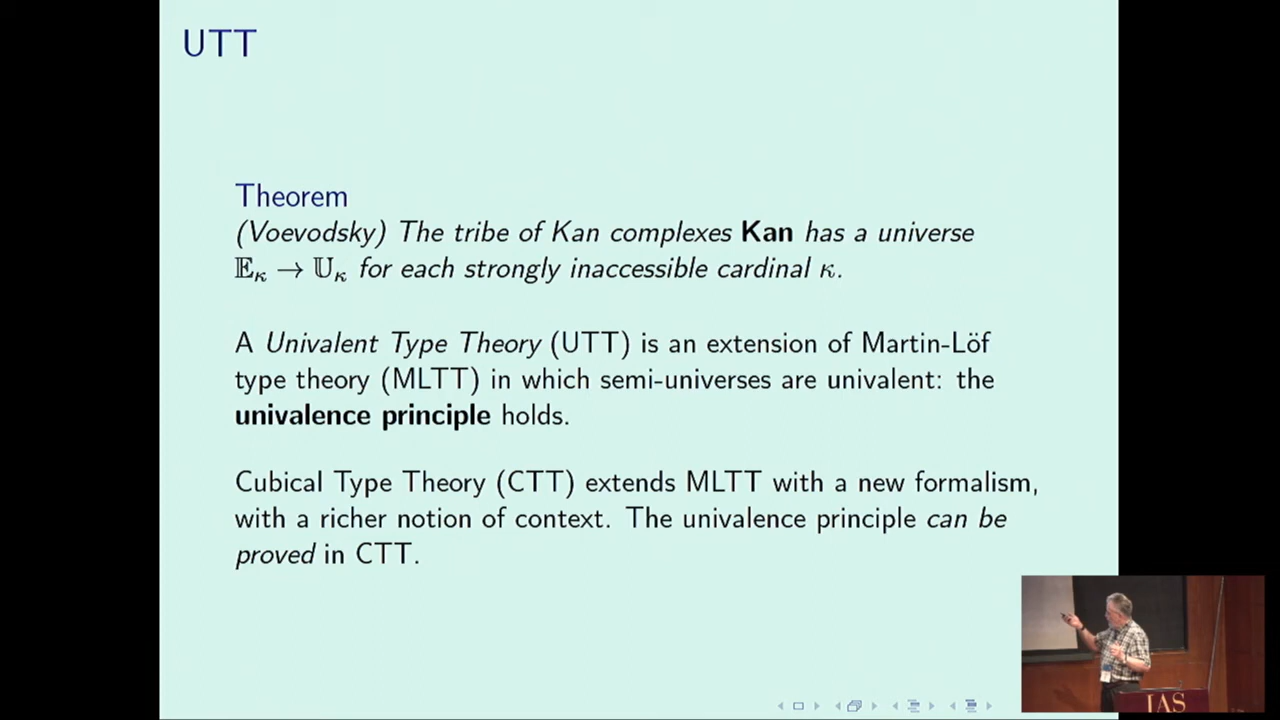 UTT
Theorem
(Voevodsky) The tribe of Kan complexes Kan has a universe
𝔼κ → 𝕌κ for each strongly inaccessible cardinal κ.
A Univalent Type Theory (UTT) is an extension of Martin-Löf
type theory (MLTT) in which semi-universes are univalent: the
univalence principle holds.
Cubical Type Theory (CTT) extends MLTT with a new formalism,
with a richer notion of context. The univalence principle can be
proved in CTT.
IAS